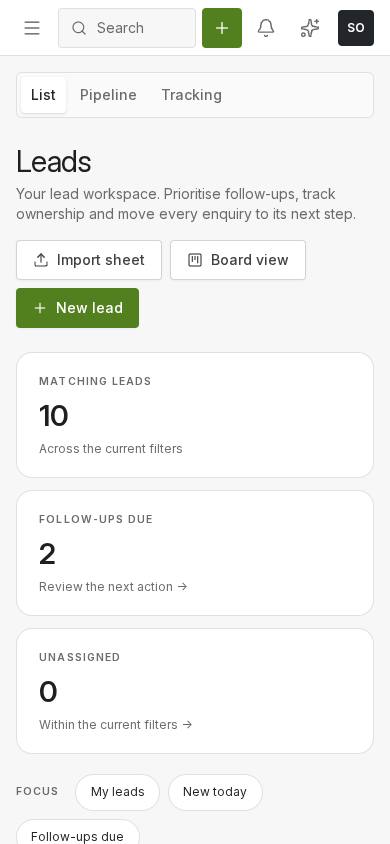 Search
SO
List Pipeline Tracking
Leads
Your lead workspace. Prioritise follow-ups, track
ownership and move every enquiry to its next step.
Import sheet Board view
New lead
MATCHING LEADS
10
Across the current filters
FOLLOW-UPS DUE
2
Review the next action →
UNASSIGNED
0
Within the current filters →
FOCUS My leads New today
Follow-ups due